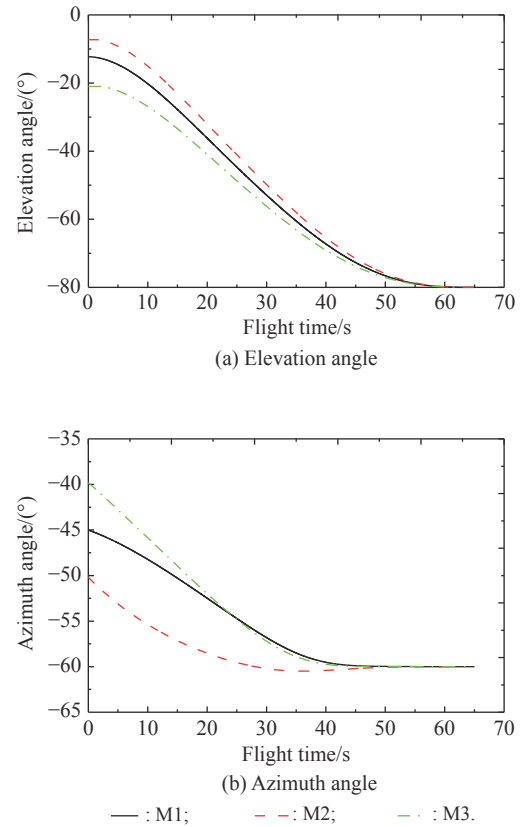 0
−20
−40
−60
−80
Elevation angle/(°)
0 10 20 30 40 50 60 70
Flight time/s
(a) Elevation angle
−35
−40
−45
−50
−55
−60
−65
Azimuth angle/(°)
0 10 20 30 40 50 60 70
Flight time/s
(b) Azimuth angle
: M1; : M2; : M3.